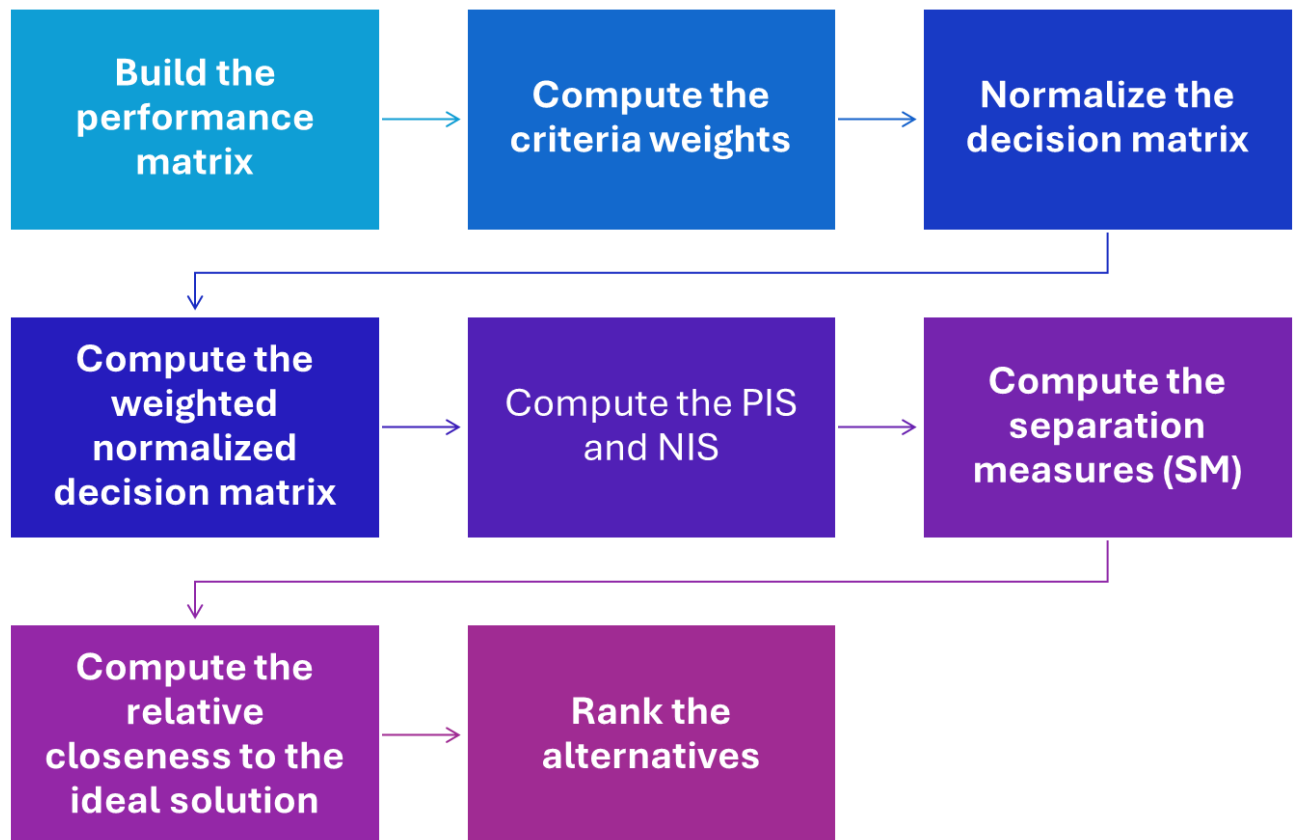 Build the
performance
matrix
Compute the
criteria weights
Normalize the
decision matrix
Compute the
weighted
normalized
decision matrix
Compute the PIS
and NIS
Compute the
separation
measures (SM)
Compute the
relative
closeness to the
ideal solution
Rank the
alternatives